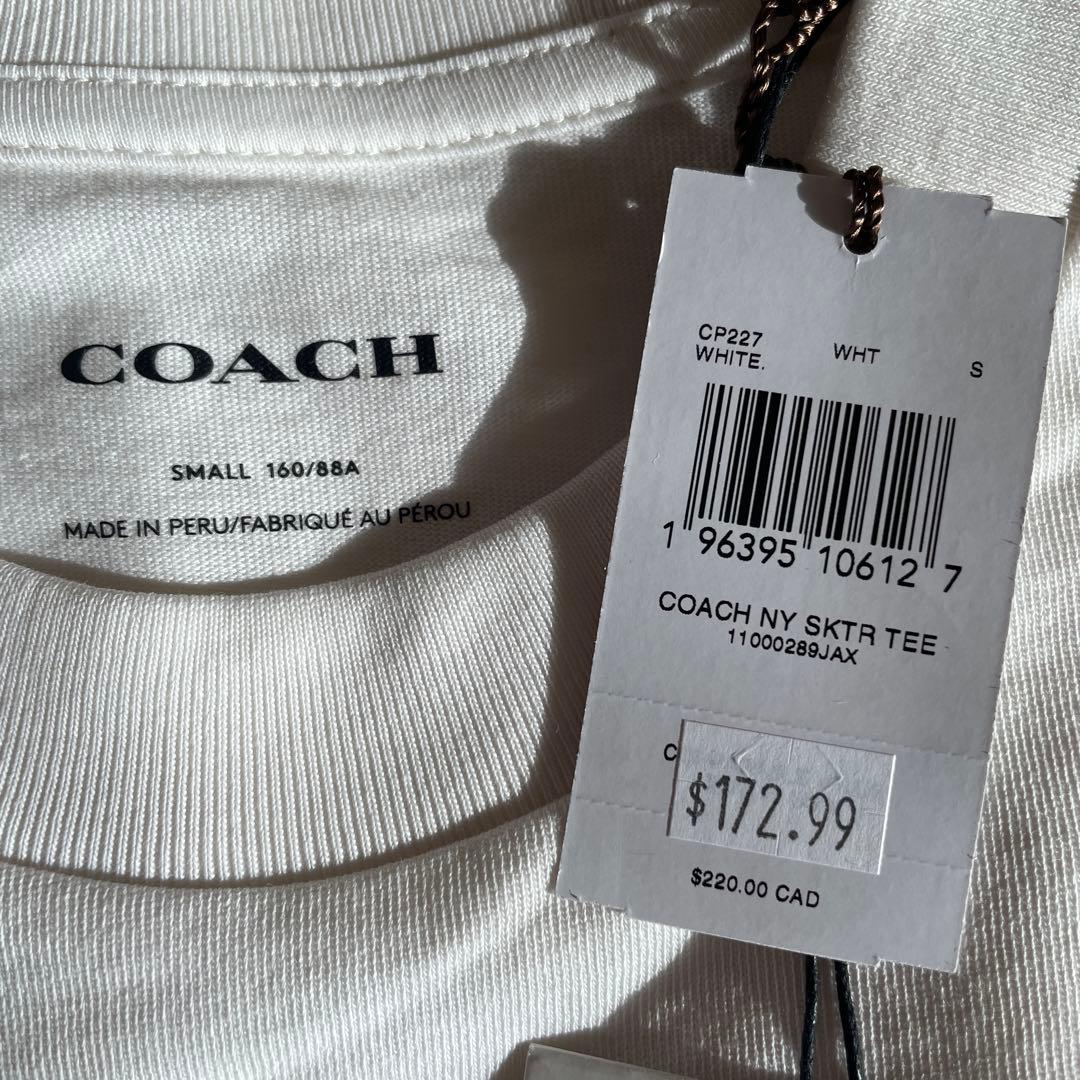 COACH
SMALL 160/88A
MADE IN PERU/FABRIQUÉ AU PÉROU
CP227
WHITE. WHT S
1 96395 10612 7
COACH NY SKTR TEE
11000289JAX
C
$172.99
$220.00 CAD